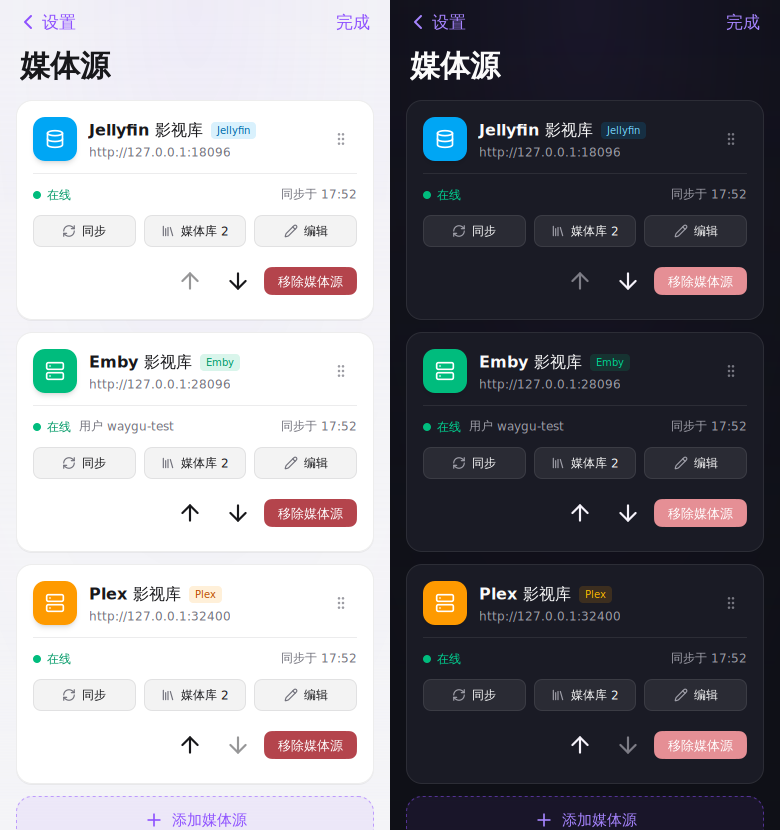 设置 完成
媒体源
Jellyfin 影视库 Jellyfin
http://127.0.0.1:18096
在线 同步于 17:52
同步 媒体库 2 编辑
移除媒体源
Emby 影视库 Emby
http://127.0.0.1:28096
在线 用户 waygu-test 同步于 17:52
同步 媒体库 2 编辑
移除媒体源
Plex 影视库 Plex
http://127.0.0.1:32400
在线 同步于 17:52
同步 媒体库 2 编辑
移除媒体源
添加媒体源
设置 完成
媒体源
Jellyfin 影视库 Jellyfin
http://127.0.0.1:18096
在线 同步于 17:52
同步 媒体库 2 编辑
移除媒体源
Emby 影视库 Emby
http://127.0.0.1:28096
在线 用户 waygu-test 同步于 17:52
同步 媒体库 2 编辑
移除媒体源
Plex 影视库 Plex
http://127.0.0.1:32400
在线 同步于 17:52
同步 媒体库 2 编辑
移除媒体源
添加媒体源